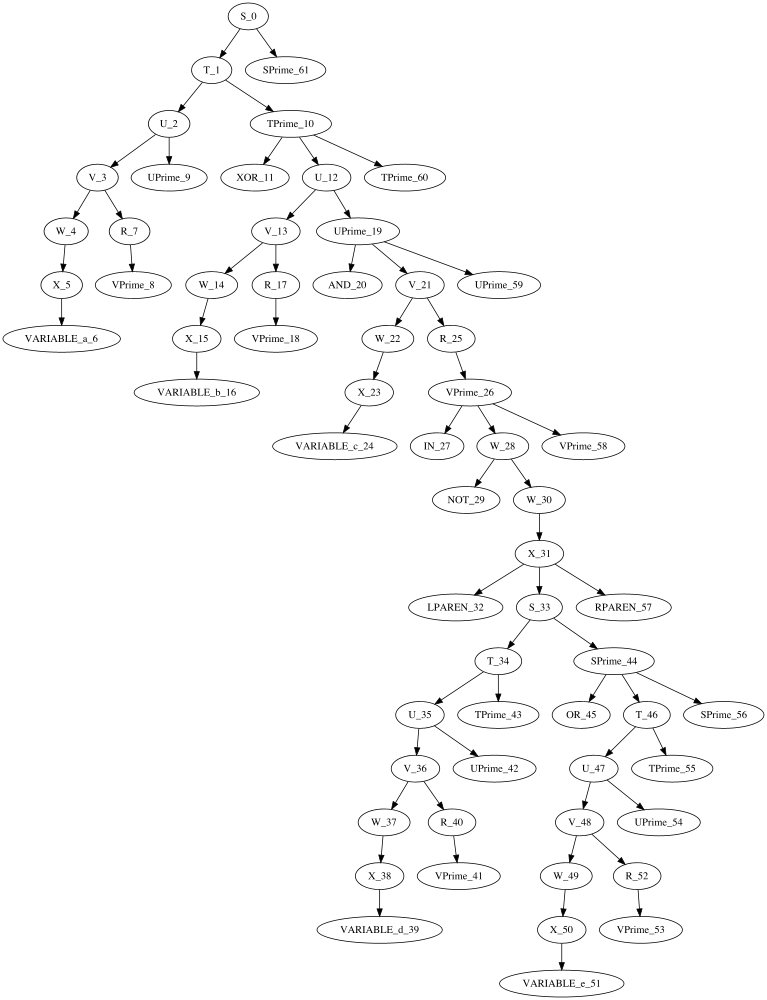 S_0
T_1
SPrime_61
U_2
TPrime_10
V_3
UPrime_9
XOR_11
U_12
TPrime_60
W_4
R_7
V_13
UPrime_19
X_5
VPrime_8
W_14
R_17
AND_20
V_21
UPrime_59
VARIABLE_a_6
X_15
VPrime_18
W_22
R_25
VARIABLE_b_16
X_23
VPrime_26
VARIABLE_c_24
IN_27
W_28
VPrime_58
NOT_29
W_30
X_31
LPAREN_32
S_33
RPAREN_57
T_34
SPrime_44
U_35
TPrime_43
OR_45
T_46
SPrime_56
V_36
UPrime_42
U_47
TPrime_55
W_37
R_40
V_48
UPrime_54
X_38
VPrime_41
W_49
R_52
VARIABLE_d_39
X_50
VPrime_53
VARIABLE_e_51